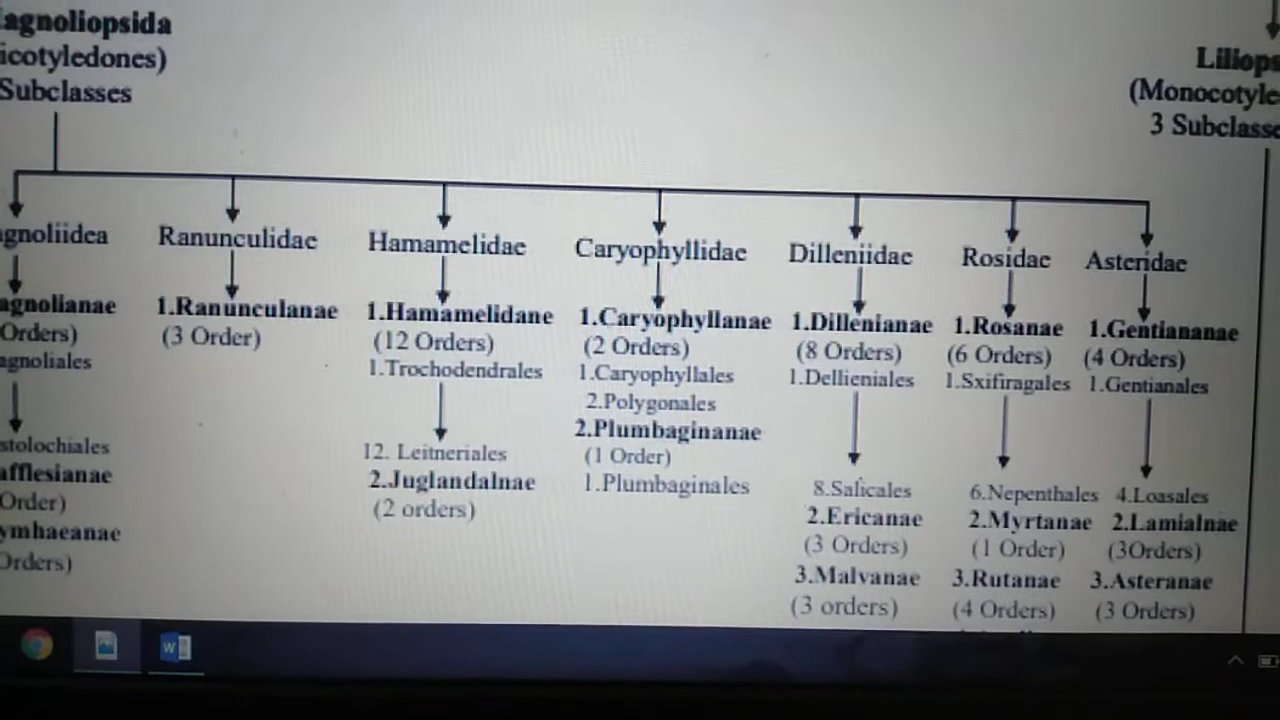 agnoliopsida
icotyledones)
Subclasses
Liliops
(Monocotyle
3 Subclasse
agnoliidea
agnolianae
Orders)
agnoliales
stolochiales
afflesianae
Order)
ymhaeanae
Orders)
Ranunculidae
1.Ranunculanae
(3 Order)
Hamamelidae
1.Hamamelidane
(12 Orders)
1.Trochodendrales
12. Leitneriales
2.Juglandalnae
(2 orders)
Caryophyllidae
1.Caryophyllanae
(2 Orders)
1.Caryophyllales
2.Polygonales
2.Plumbaginanae
(1 Order)
1.Plumbaginales
Dilleniidae
1.Dillenianae
(8 Orders)
1.Dellieniales
8.Salicales
2.Ericanae
(3 Orders)
3.Malvanae
(3 orders)
Rosidae
1.Rosanae
(6 Orders)
1.Sxifiragales
6.Nepenthales
2.Myrtanae
(1 Order)
3.Rutanae
(4 Orders)
Asteridae
1.Gentiananae
(4 Orders)
1.Gentianales
4.Loasales
2.Lamialnae
(3Orders)
3.Asteranae
(3 Orders)